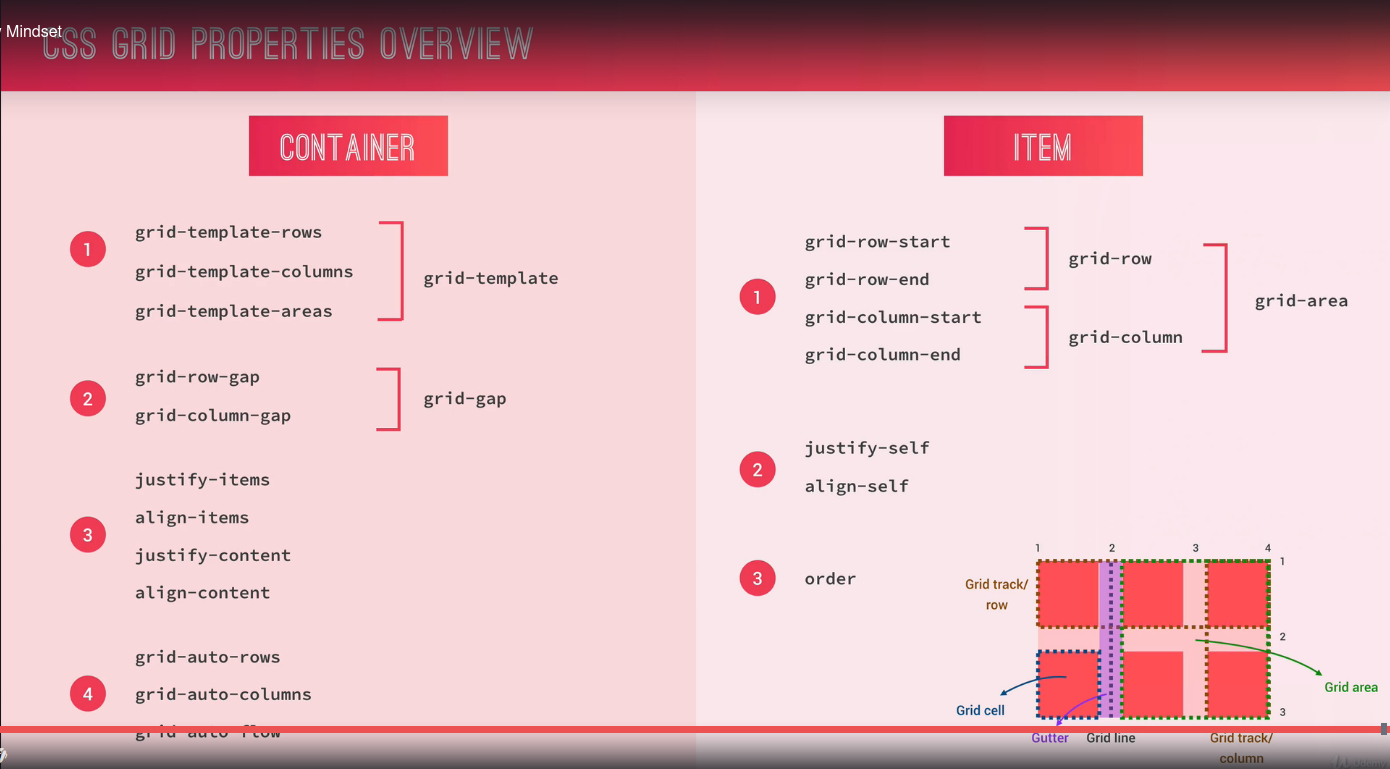 Mindset
CSS GRID PROPERTIES OVERVIEW
CONTAINER
1
grid-template-rows
grid-template-columns
grid-template-areas
grid-template
2
grid-row-gap
grid-column-gap
grid-gap
3
justify-items
align-items
justify-content
align-content
4
grid-auto-rows
grid-auto-columns
grid-auto-flow
ITEM
1
grid-row-start
grid-row-end
grid-column-start
grid-column-end
grid-row
grid-column
grid-area
2
justify-self
align-self
3
order
1 2 3 4
1
2
3
Grid track/
row
Grid cell
Grid area
Gutter
Grid line
Grid track/
column